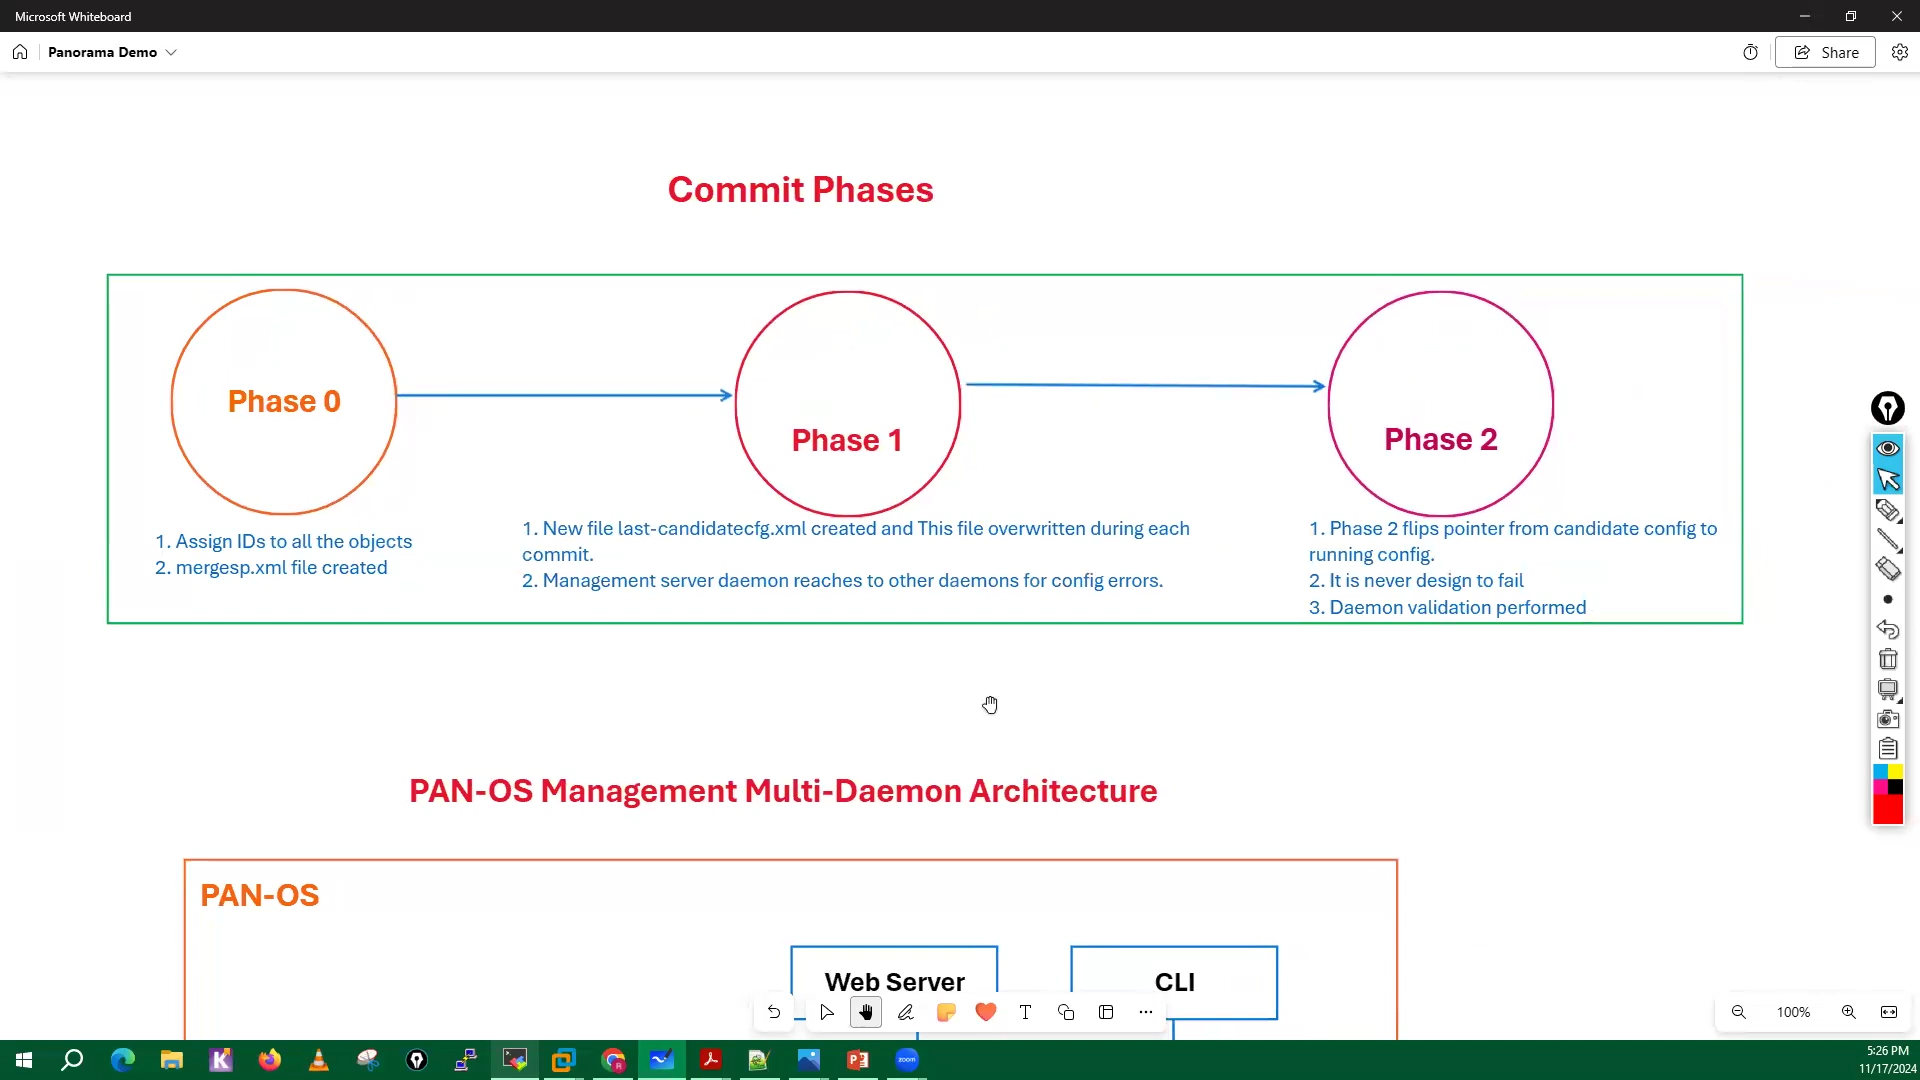 Microsoft Whiteboard
Panorama Demo
Share
Commit Phases
Phase 0
Phase 1
Phase 2
1. Assign IDs to all the objects
2. mergesp.xml file created
1. New file last-candidatecfg.xml created and This file overwritten during each
commit.
2. Management server daemon reaches to other daemons for config errors.
1. Phase 2 flips pointer from candidate config to
running config.
2. It is never design to fail
3. Daemon validation performed
PAN-OS Management Multi-Daemon Architecture
PAN-OS
Web Server
CLI
T
100%
K
R
zoom
5:26 PM
11/17/2024